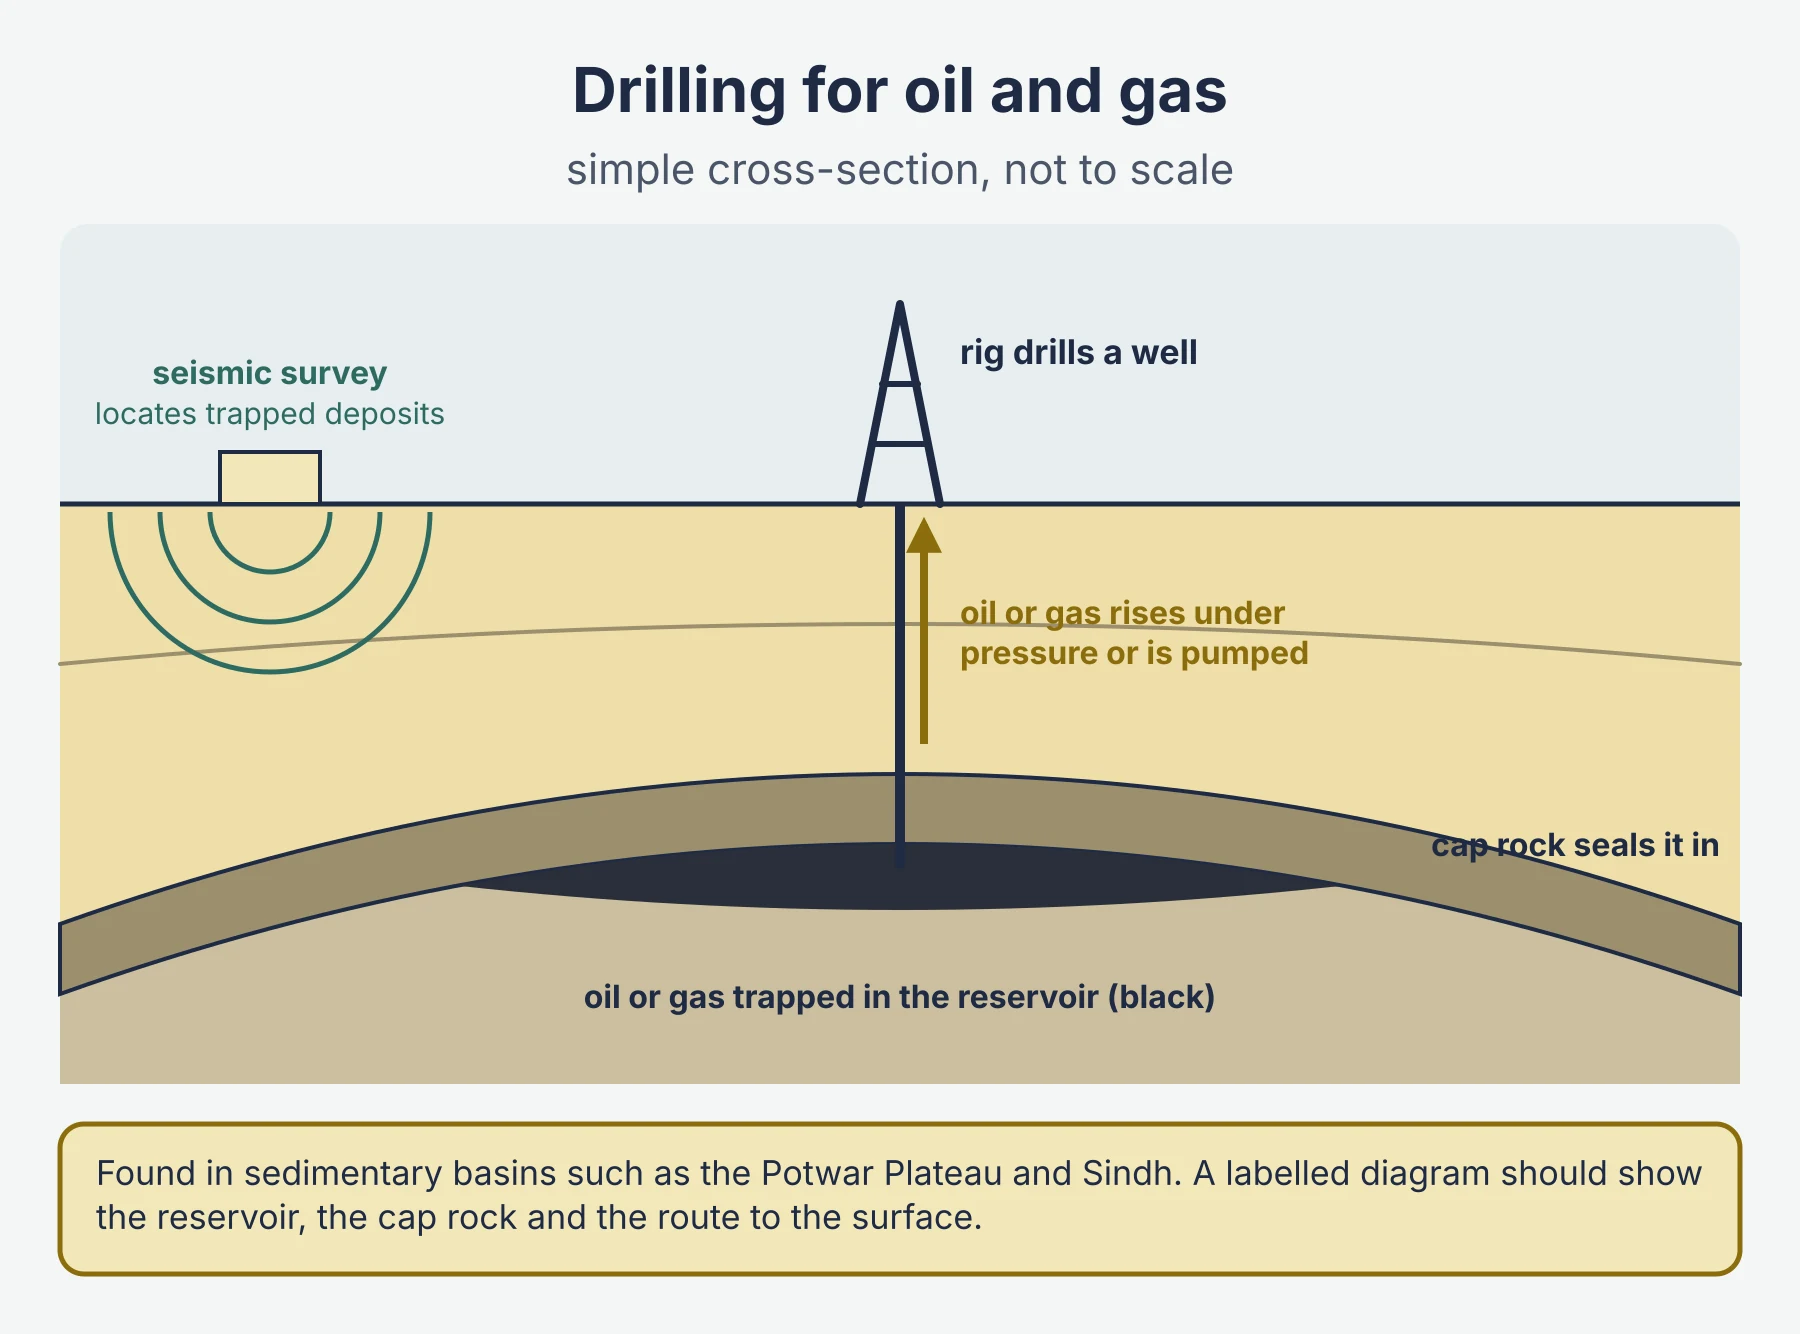 Drilling for oil and gas
simple cross-section, not to scale
rig drills a well
seismic survey
locates trapped deposits
oil or gas rises under
pressure or is pumped
cap rock seals it in
oil or gas trapped in the reservoir (black)
Found in sedimentary basins such as the Potwar Plateau and Sindh. A labelled diagram should show
the reservoir, the cap rock and the route to the surface.